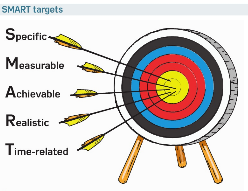 SMART targets
Specific
Measurable
Achievable
Realistic
Time-related